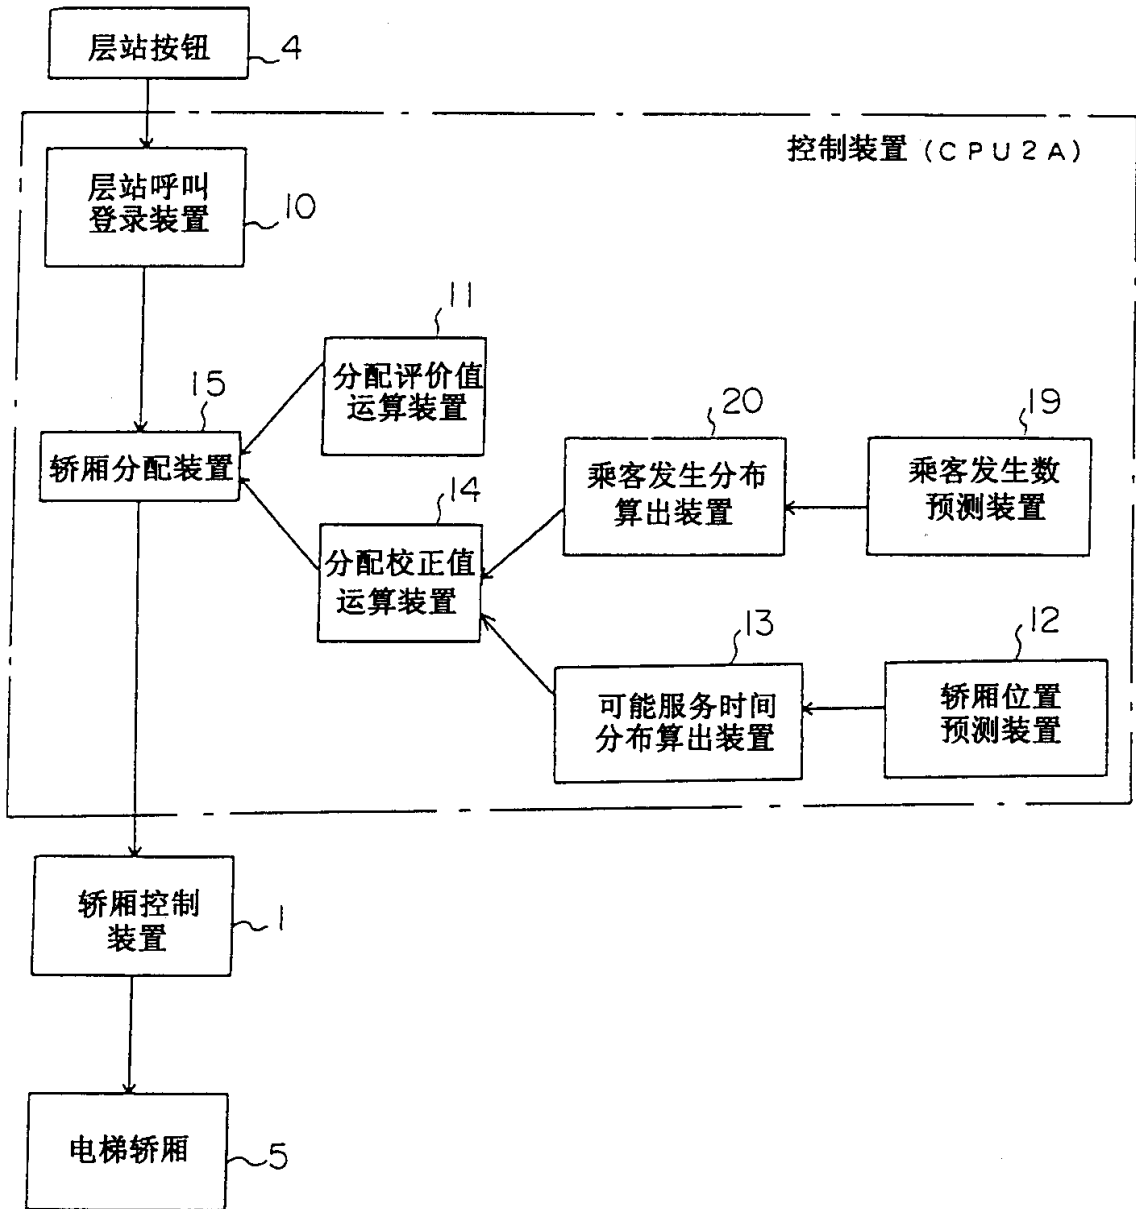 层站按钮
4
控制装置 (CPU2A)
层站呼叫
登录装置
10
11
分配评价值
运算装置
15
轿厢分配装置
20
乘客发生分布
算出装置
19
乘客发生数
预测装置
14
分配校正值
运算装置
13
可能服务时间
分布算出装置
12
轿厢位置
预测装置
轿厢控制
装置
1
电梯轿厢
5